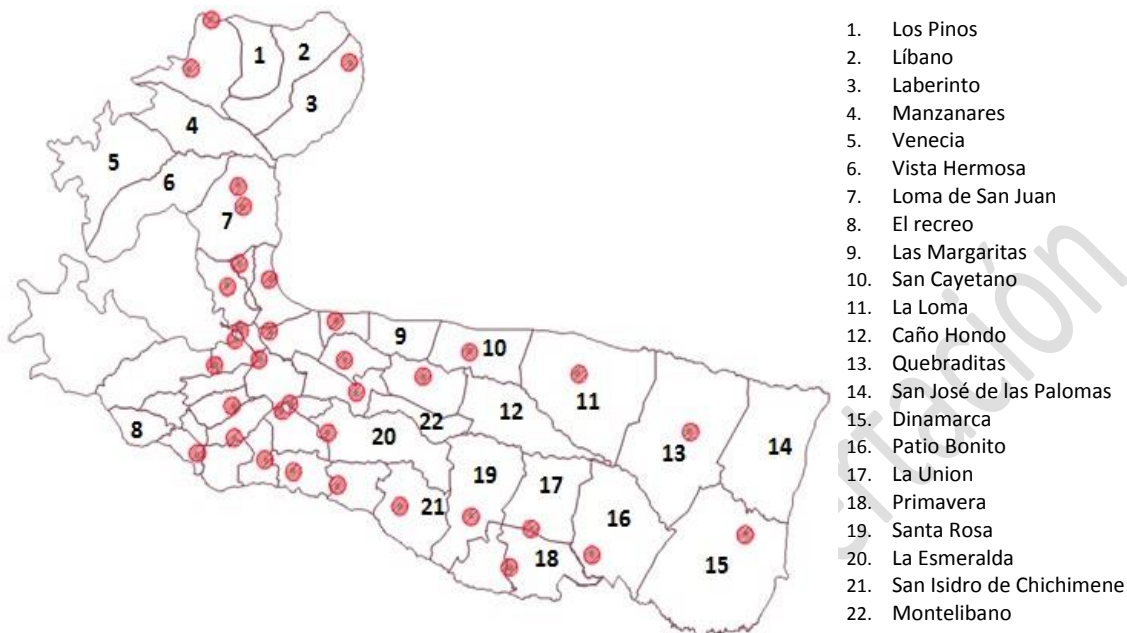 1
2
3
4
5
6
7
8
9
10
11
12
13
14
15
16
17
18
19
20
21
22
1. Los Pinos
2. Líbano
3. Laberinto
4. Manzanares
5. Venecia
6. Vista Hermosa
7. Loma de San Juan
8. El recreo
9. Las Margaritas
10. San Cayetano
11. La Loma
12. Caño Hondo
13. Quebraditas
14. San José de las Palomas
15. Dinamarca
16. Patio Bonito
17. La Union
18. Primavera
19. Santa Rosa
20. La Esmeralda
21. San Isidro de Chichimene
22. Montelibano